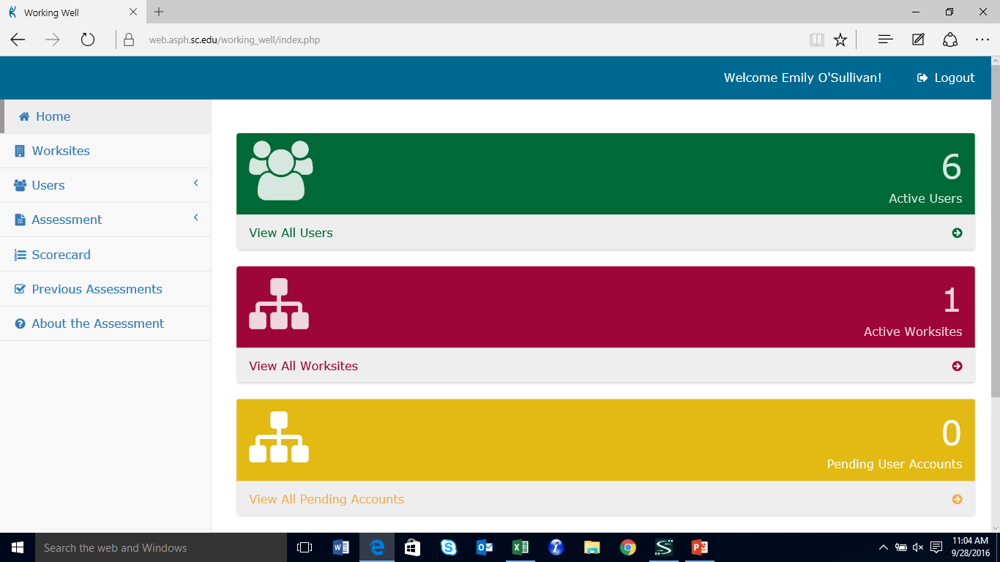 Working Well
web.asph.sc.edu/working_well/index.php
Welcome Emily O'Sullivan!
Logout
Home
Worksites
Users
Assessment
Scorecard
Previous Assessments
About the Assessment
6
Active Users
View All Users
1
Active Worksites
View All Worksites
0
Pending User Accounts
View All Pending Accounts
Search the web and Windows
11:04 AM
9/28/2016